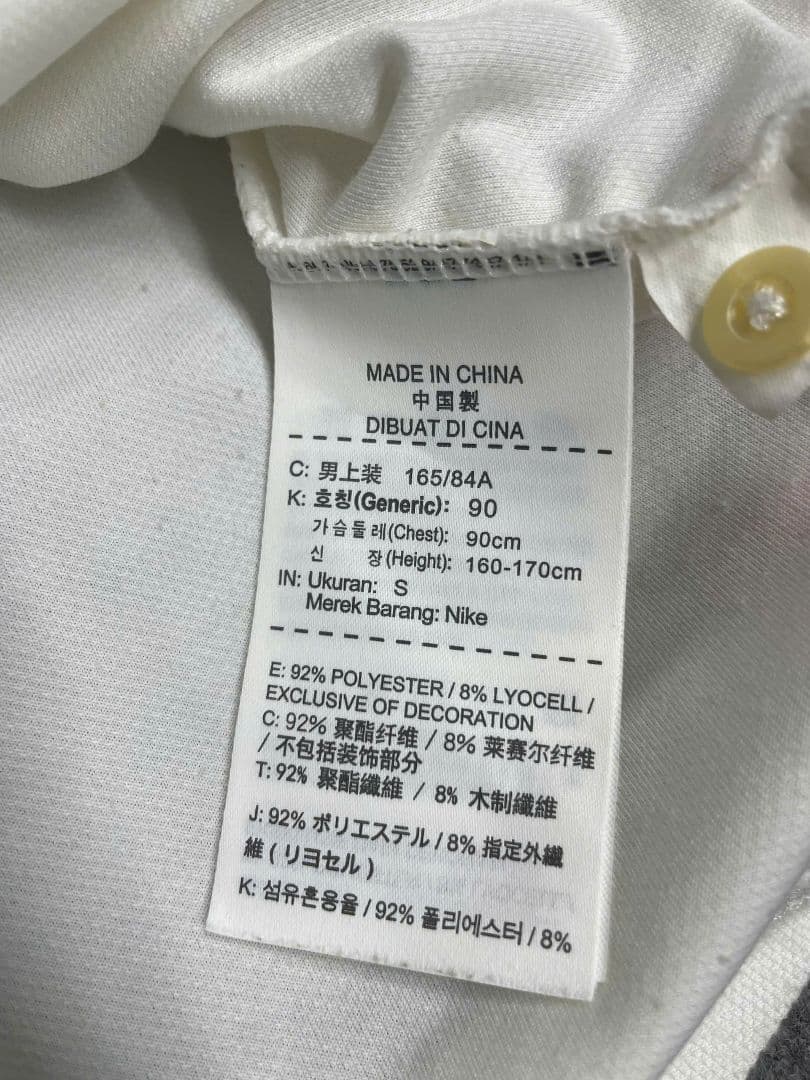 MADE IN CHINA
中国製
DIBUAT DI CINA
C: 男上装 165/84A
K: 호칭(Generic): 90
가슴둘레(Chest): 90cm
신 장(Height): 160-170cm
IN: Ukuran: S
Merek Barang: Nike
E: 92% POLYESTER / 8% LYOCELL /
EXCLUSIVE OF DECORATION
C: 92% 聚酯纤维 / 8% 莱赛尔纤维
/ 不包括装饰部分
T: 92% 聚酯纖維 / 8% 木制纖維
J: 92% ポリエステル / 8% 指定外繊
維 ( リヨセル )
K: 섬유혼용율 / 92% 폴리에스터 / 8%